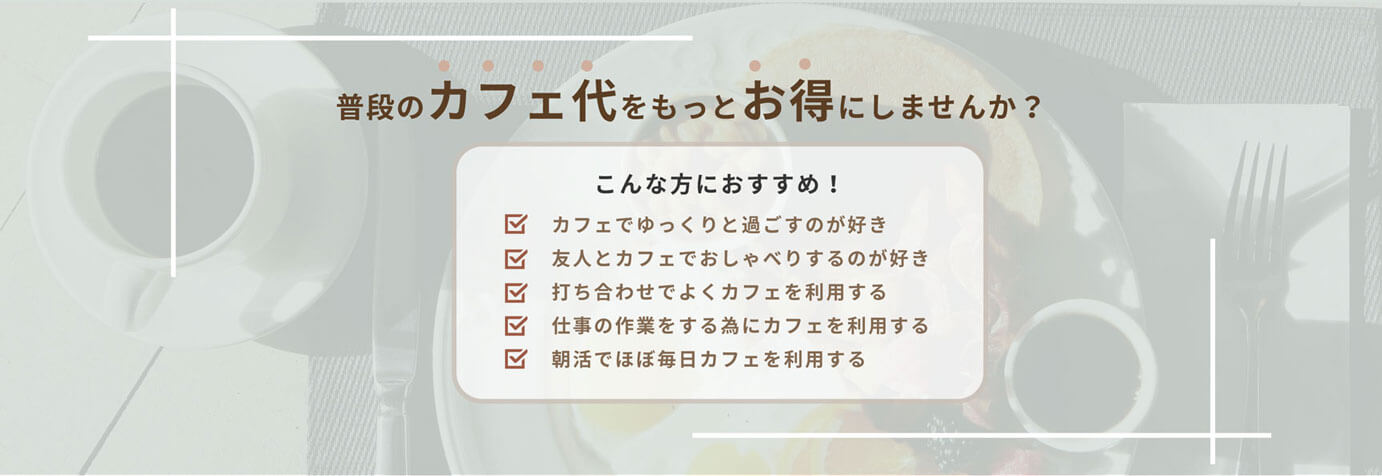 普段のカフェ代をもっとお得にしませんか？
こんな方におすすめ！
カフェでゆっくりと過ごすのが好き
友人とカフェでおしゃべりするのが好き
打ち合わせでよくカフェを利用する
仕事の作業をする為にカフェを利用する
朝活でほぼ毎日カフェを利用する